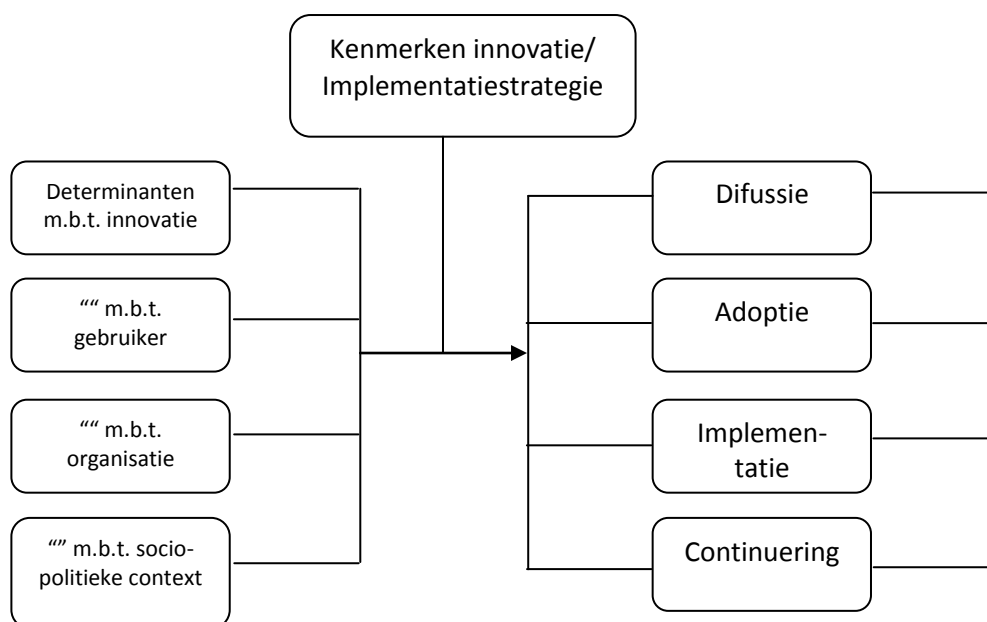 Kenmerken innovatie/
Implementatiestrategie
Determinanten
m.b.t. innovatie
““ m.b.t.
gebruiker
““ m.b.t.
organisatie
“” m.b.t. socio-
politieke context
Difussie
Adoptie
Implemen-
tatie
Continuering